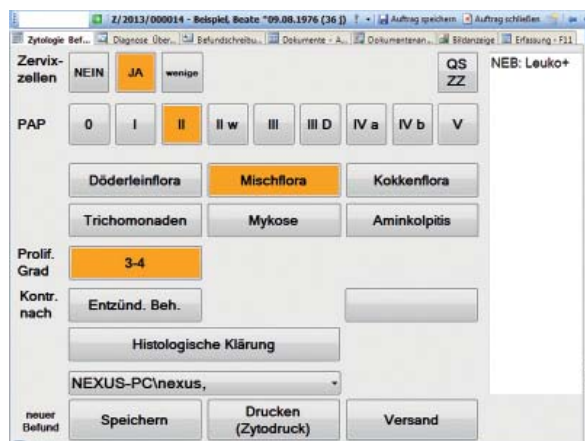 Z/2013/000014 - Beispiel, Beate *09.08.1976 (36 J) Auftrag speichern Auftrag schließen
Zytologie Bef... Diagnose Über... Befundschreibu... Dokumente - A... Dokumentenan... Bildanzeige Erfassung - F11
Zervix-
zellen NEIN JA wenige QS
ZZ NEB: Leuko+
PAP 0 I II II w III III D IV a IV b V
Döderleinflora Mischflora Kokkenflora
Trichomonaden Mykose Aminkolpitis
Prolif.
Grad 3-4
Kontr.
nach Entzünd. Beh.
Histologische Klärung
NEXUS-PC\nexus,
neuer
Befund Speichern Drucken
(Zytodruck) Versand